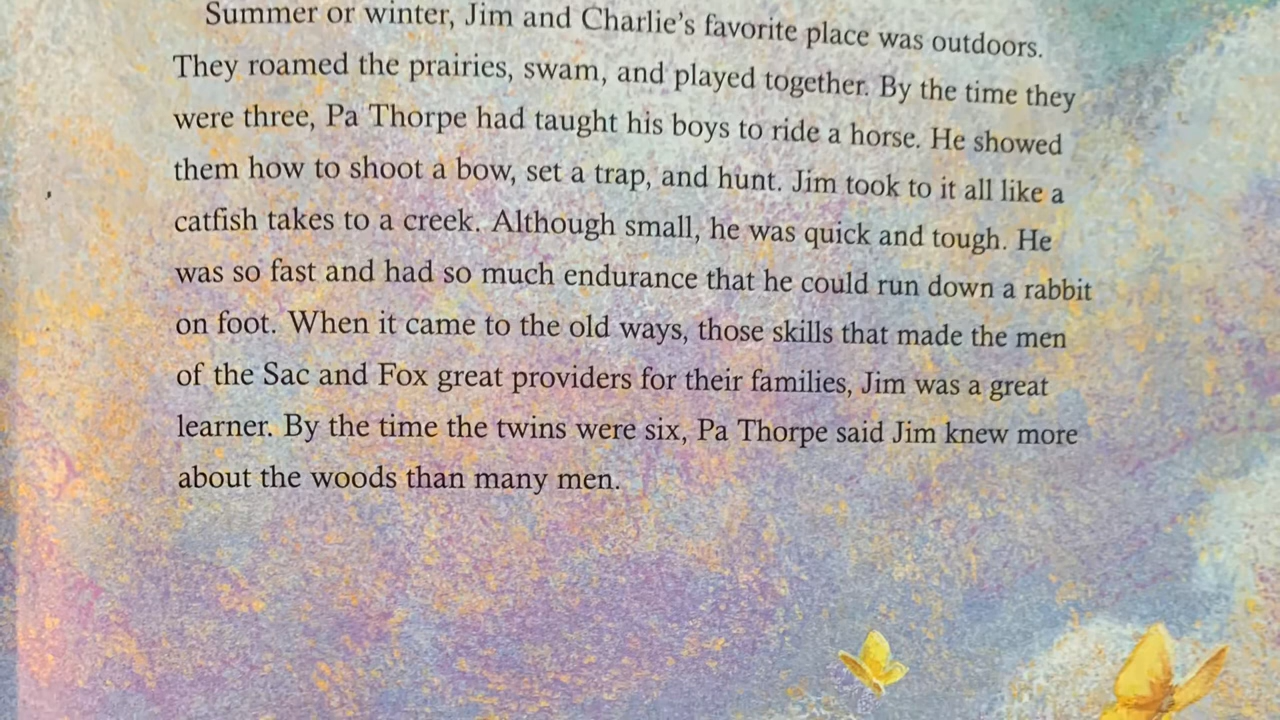 Summer or winter, Jim and Charlie’s favorite place was outdoors.
They roamed the prairies, swam, and played together. By the time they
were three, Pa Thorpe had taught his boys to ride a horse. He showed
them how to shoot a bow, set a trap, and hunt. Jim took to it all like a
catfish takes to a creek. Although small, he was quick and tough. He
was so fast and had so much endurance that he could run down a rabbit
on foot. When it came to the old ways, those skills that made the men
of the Sac and Fox great providers for their families, Jim was a great
learner. By the time the twins were six, Pa Thorpe said Jim knew more
about the woods than many men.